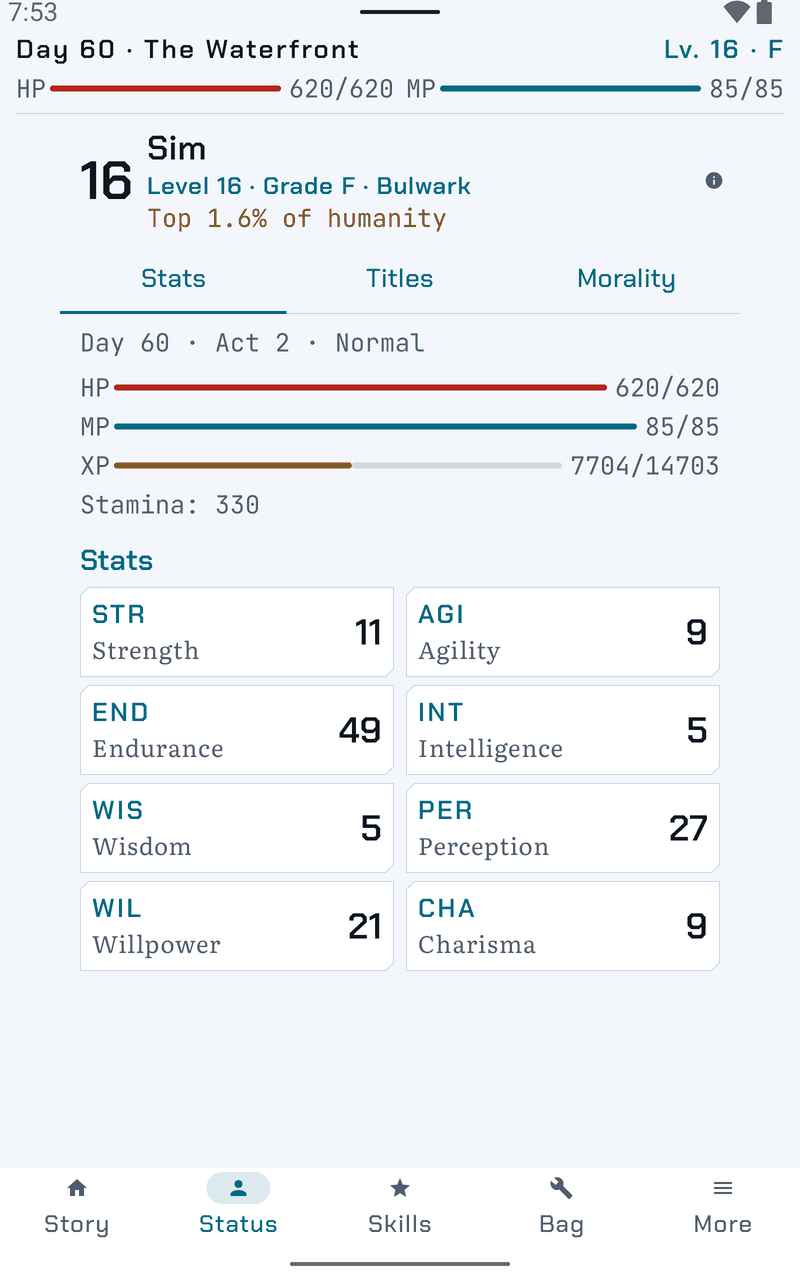 7:53
Day 60 · The Waterfront
Lv. 16 · F
HP 620/620 MP 85/85
16
Sim
Level 16 · Grade F · Bulwark
Top 1.6% of humanity
Stats
Titles
Morality
Day 60 · Act 2 · Normal
HP 620/620
MP 85/85
XP 7704/14703
Stamina: 330
Stats
STR
Strength
11
AGI
Agility
9
END
Endurance
49
INT
Intelligence
5
WIS
Wisdom
5
PER
Perception
27
WIL
Willpower
21
CHA
Charisma
9
Story
Status
Skills
Bag
More